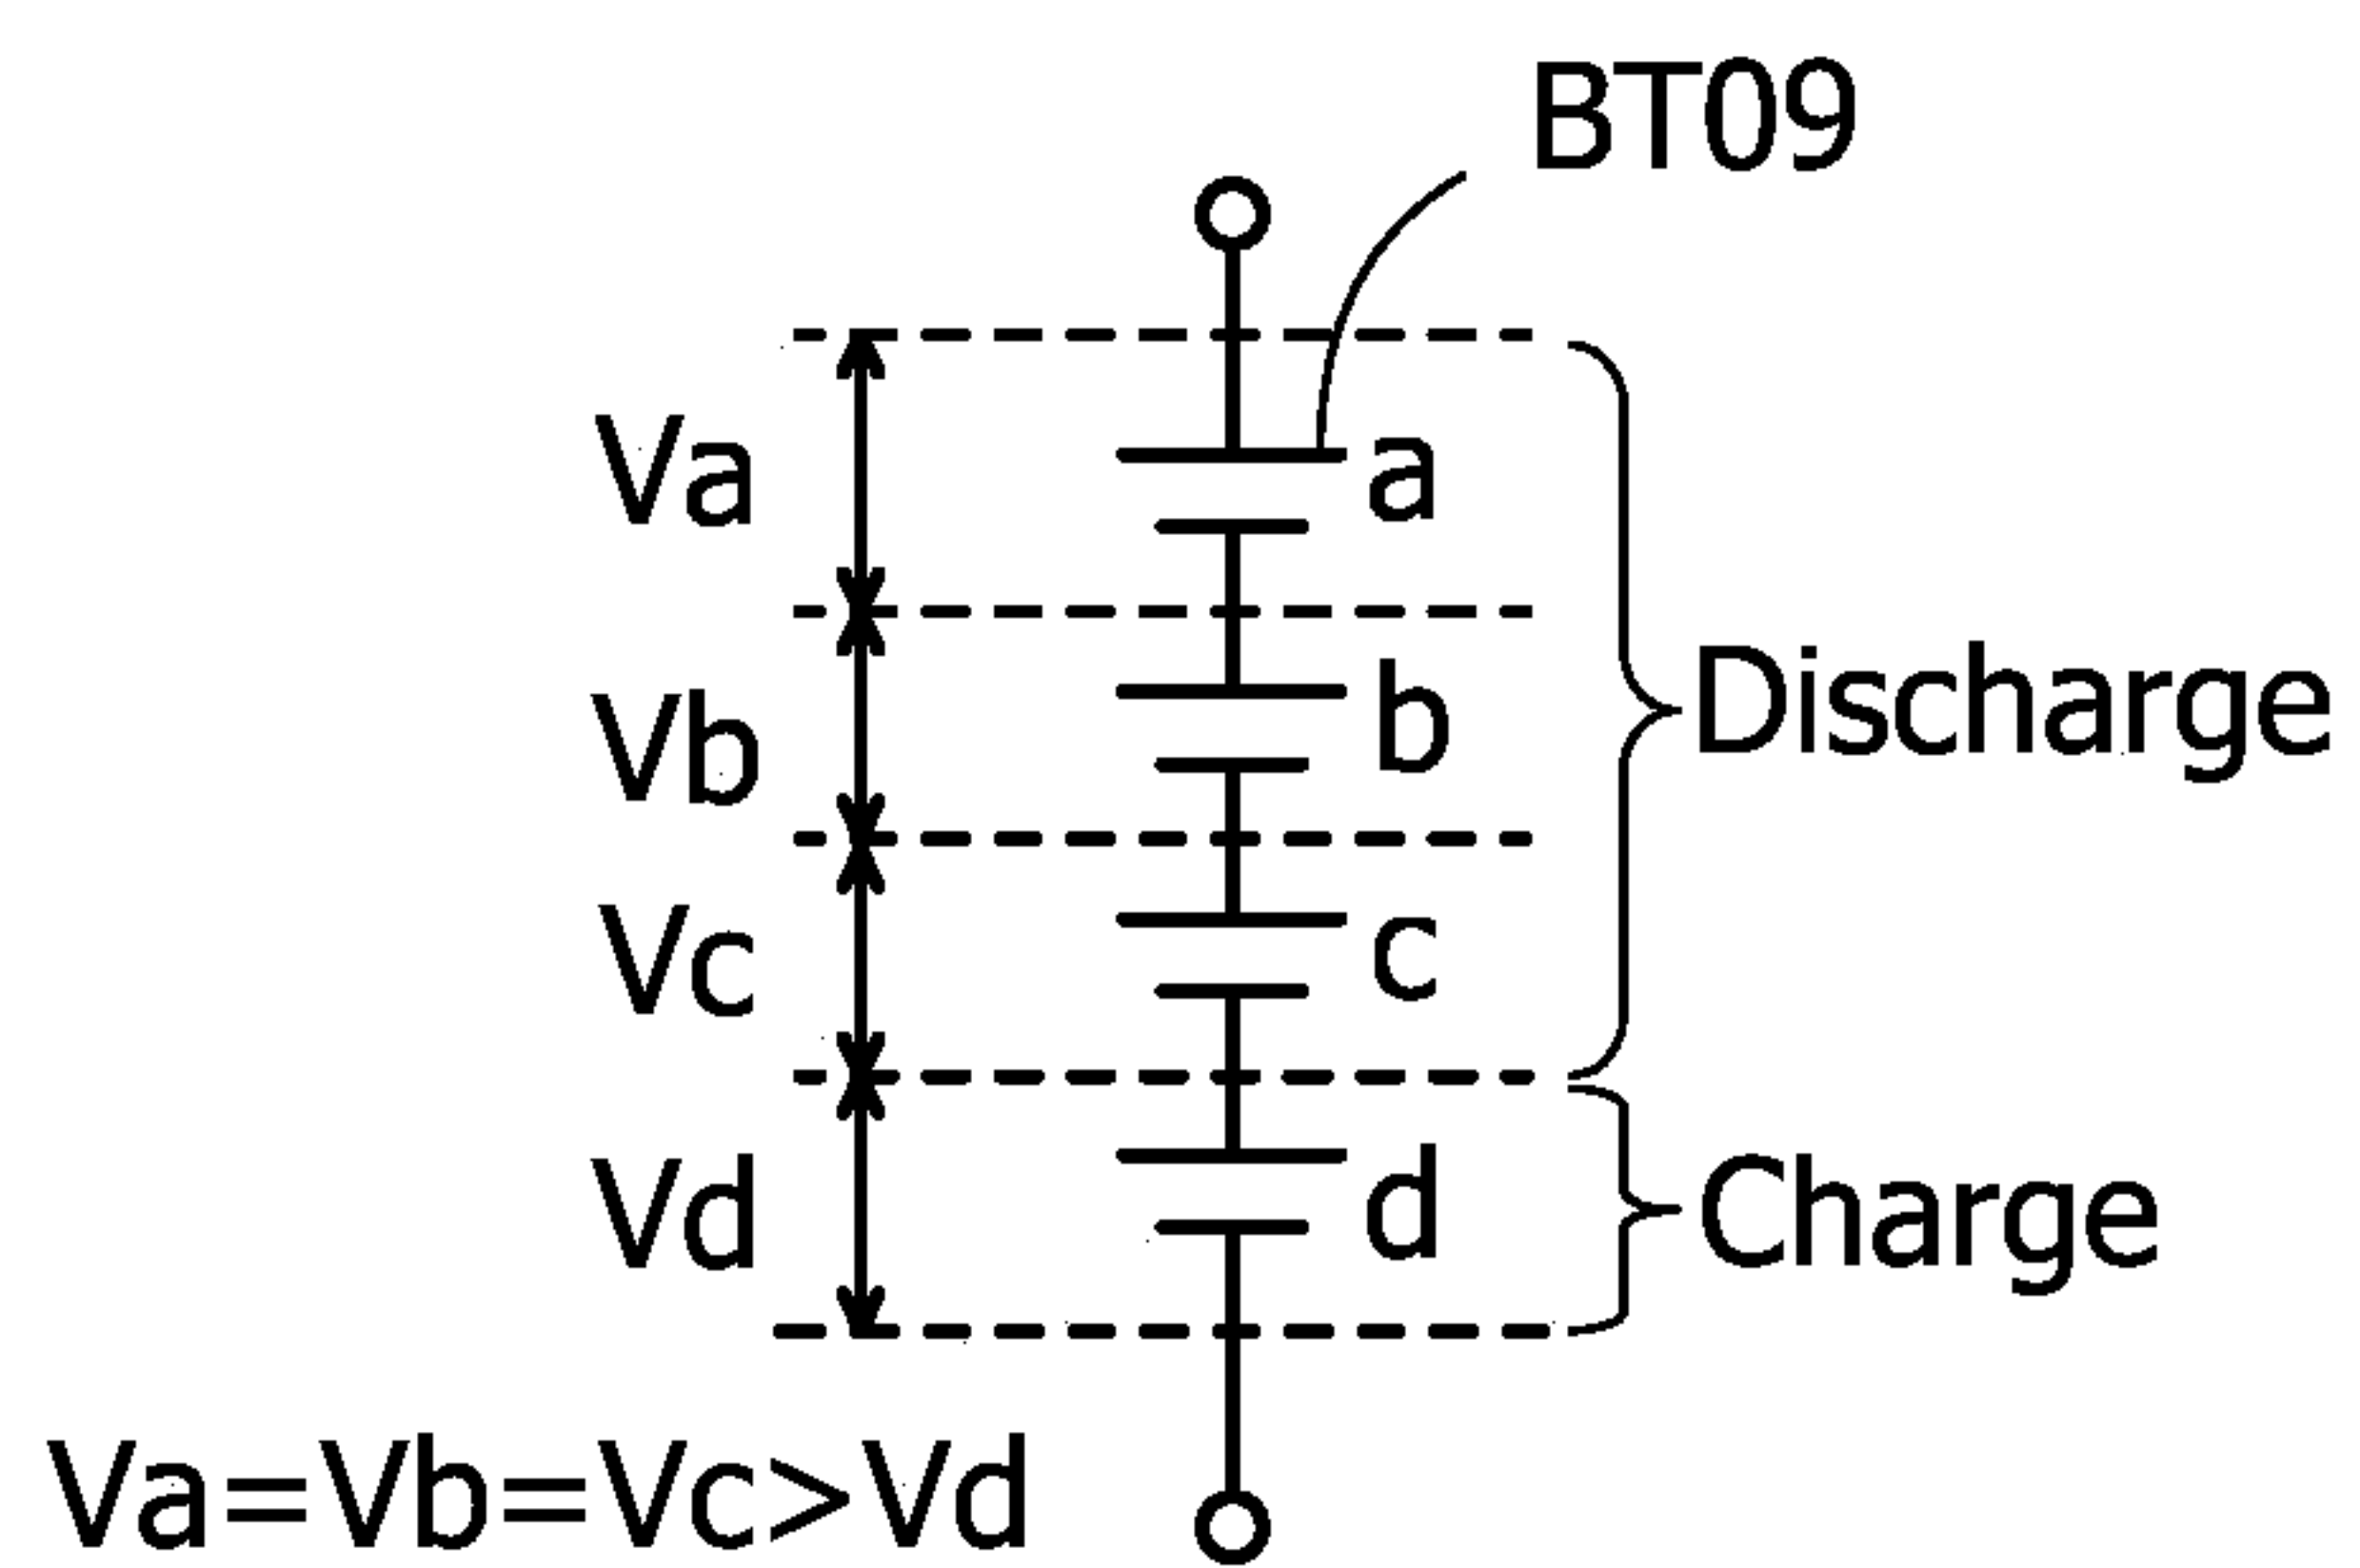 BT09
Va
a
Vb
b
Discharge
Vc
c
Vd
d
Charge
Va=Vb=Vc>Vd